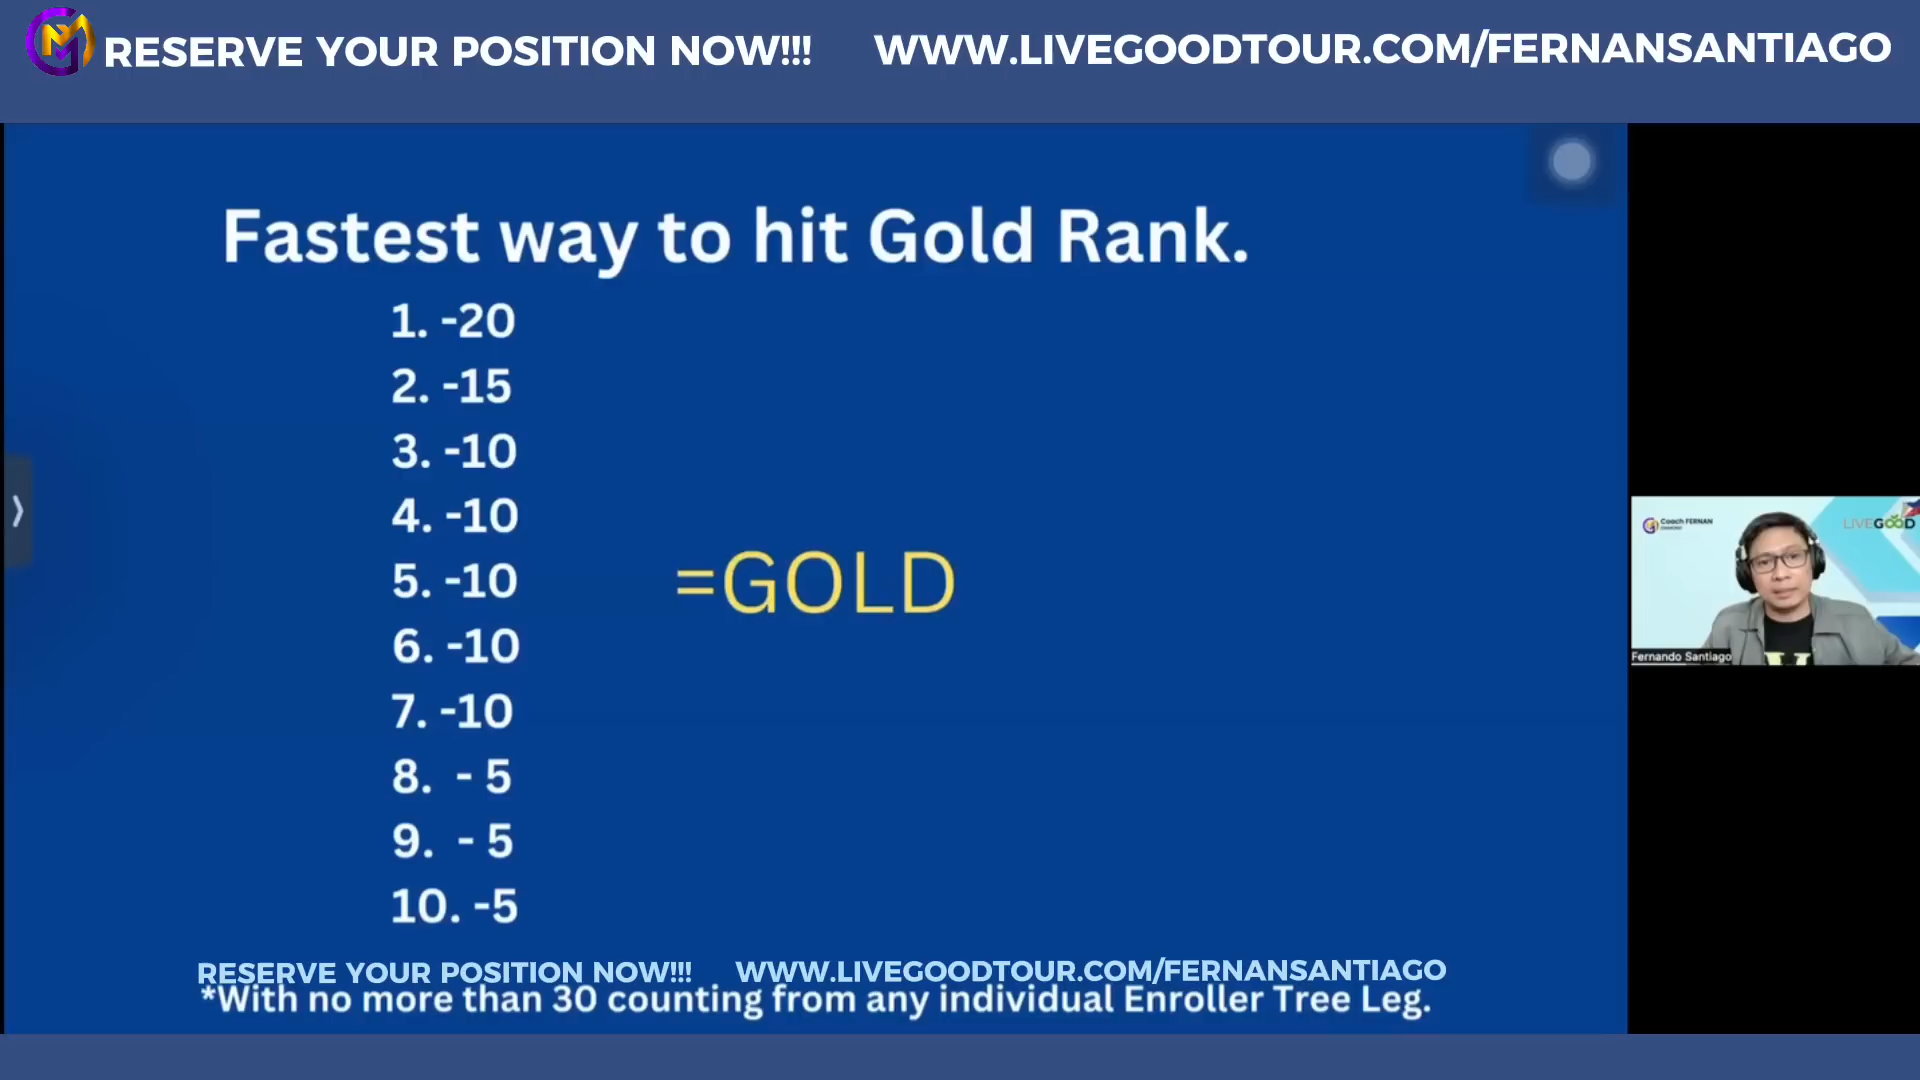 RESERVE YOUR POSITION NOW!!! WWW.LIVEGOODTOUR.COM/FERNANSANTIAGO
Fastest way to hit Gold Rank.
1. -20
2. -15
3. -10
4. -10
5. -10
6. -10
7. -10
8. - 5
9. - 5
10. -5
=GOLD
Coach FERNAN
LIVEGOOD
Fernando Santiago
RESERVE YOUR POSITION NOW!!! WWW.LIVEGOODTOUR.COM/FERNANSANTIAGO
*With no more than 30 counting from any individual Enroller Tree Leg.